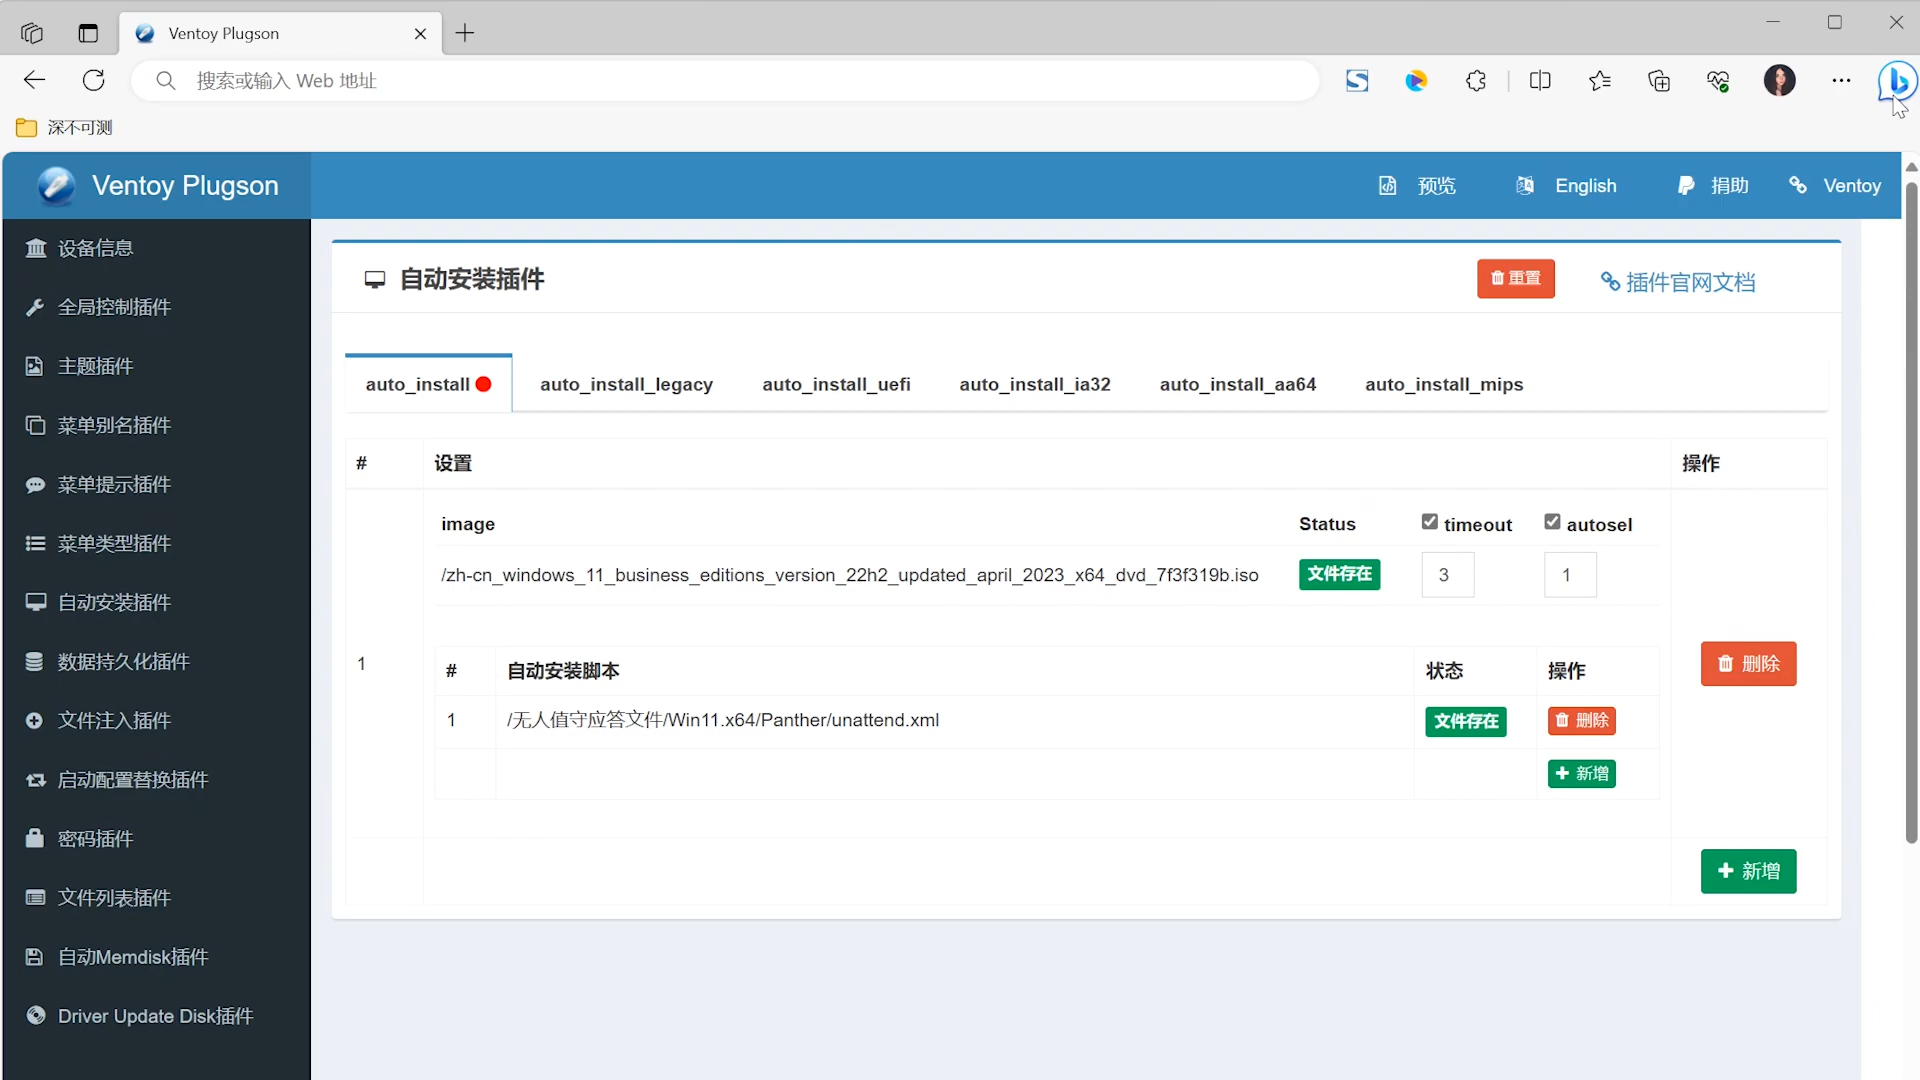 Ventoy Plugson
搜索或输入 Web 地址
深不可测
Ventoy Plugson
预览
English
捐助
Ventoy
设备信息
全局控制插件
主题插件
菜单别名插件
菜单提示插件
菜单类型插件
自动安装插件
数据持久化插件
文件注入插件
启动配置替换插件
密码插件
文件列表插件
自动Memdisk插件
Driver Update Disk插件
自动安装插件
重置
插件官网文档
auto_install
auto_install_legacy
auto_install_uefi
auto_install_ia32
auto_install_aa64
auto_install_mips
# 设置 操作
image Status timeout autosel
/zh-cn_windows_11_business_editions_version_22h2_updated_april_2023_x64_dvd_7f3f319b.iso 文件存在 3 1
1
# 自动安装脚本 状态 操作
1 /无人值守应答文件/Win11.x64/Panther/unattend.xml 文件存在 删除
新增
删除
新增